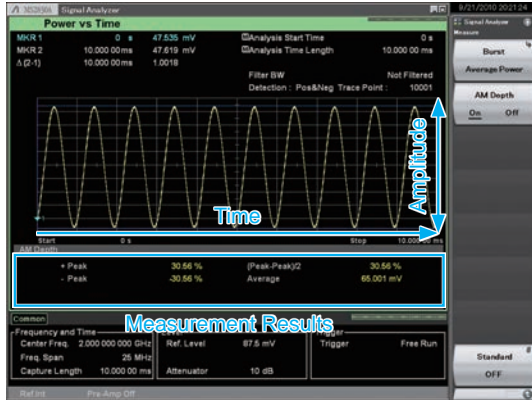 MS2830A Signal Analyzer
9/21/2010 20:21:24
Power vs Time
Signal Analyzer
Measure
MKR 1 0 s 47.535 mV Analysis Start Time 0 s
MKR 2 10.000 00 ms 47.619 mV Analysis Time Length 10.000 00 ms
Δ(2-1) 10.000 00 ms 1.0018
Filter BW Not Filtered
Detection : Pos&Neg Trace Point : 10001
Burst
Average Power
AM Depth
On Off
Amplitude
Time
Start 0 s Stop 10.000 00 ms
AM Depth
+ Peak 30.56 % (Peak-Peak)/2 30.56 %
- Peak -30.56 % Average 65.001 mV
Measurement Results
Common
Frequency and Time
Level
Trigger
Center Freq. 2.000 000 000 GHz Ref. Level 87.5 mV Trigger Free Run
Freq. Span 25 MHz
Capture Length 10.000 00 ms Attenuator 10 dB
Standard
OFF
Ref.Int Pre-Amp Off